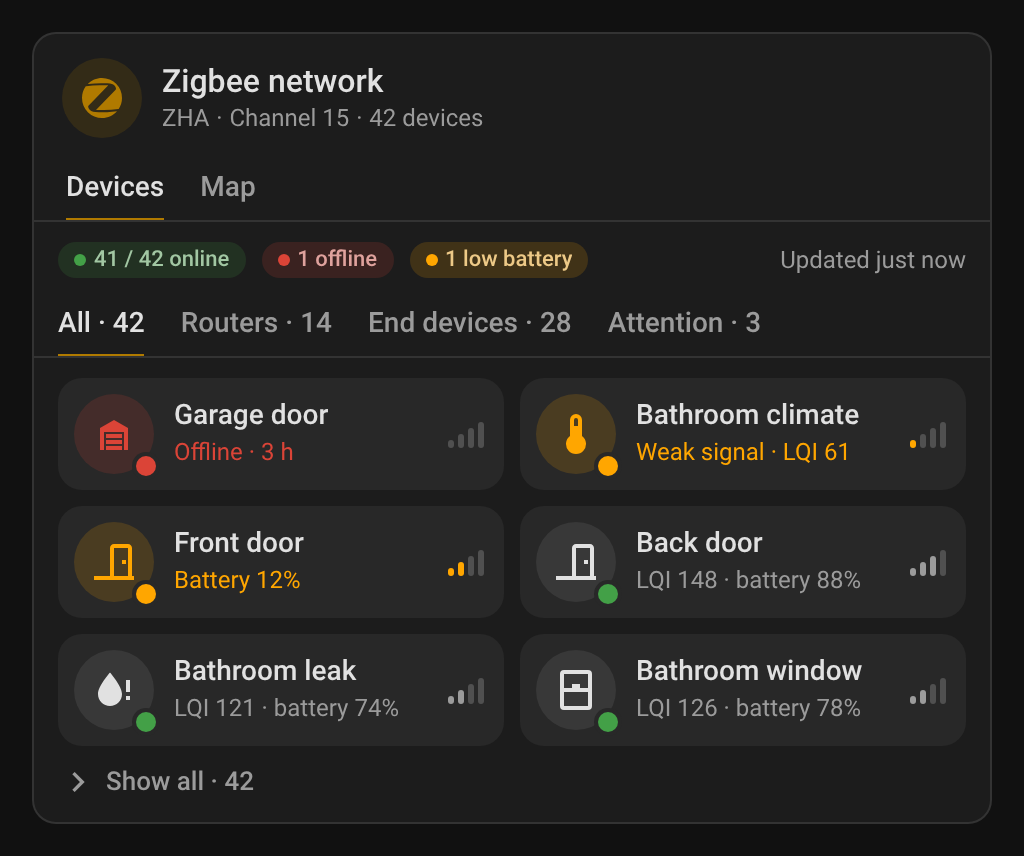 Zigbee network
ZHA · Channel 15 · 42 devices
Devices Map
41 / 42 online 1 offline 1 low battery Updated just now
All · 42 Routers · 14 End devices · 28 Attention · 3
Garage door
Offline · 3 h
Bathroom climate
Weak signal · LQI 61
Front door
Battery 12%
Back door
LQI 148 · battery 88%
Bathroom leak
LQI 121 · battery 74%
Bathroom window
LQI 126 · battery 78%
Show all · 42